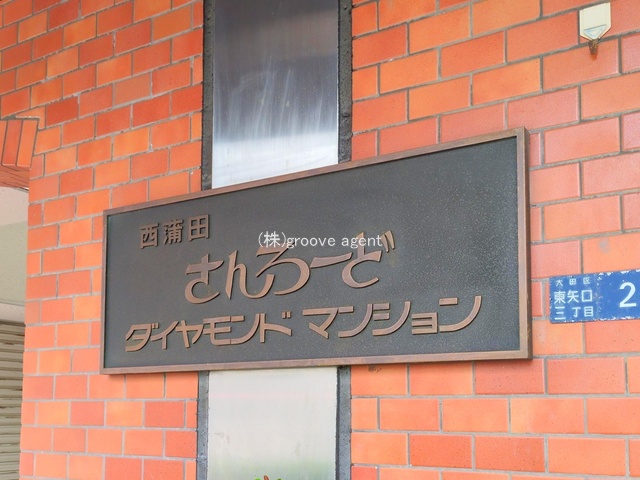 西蒲田
さんろーど
ダイヤモンドマンション
(株)groove agent
大田区
東矢口
三丁目
2